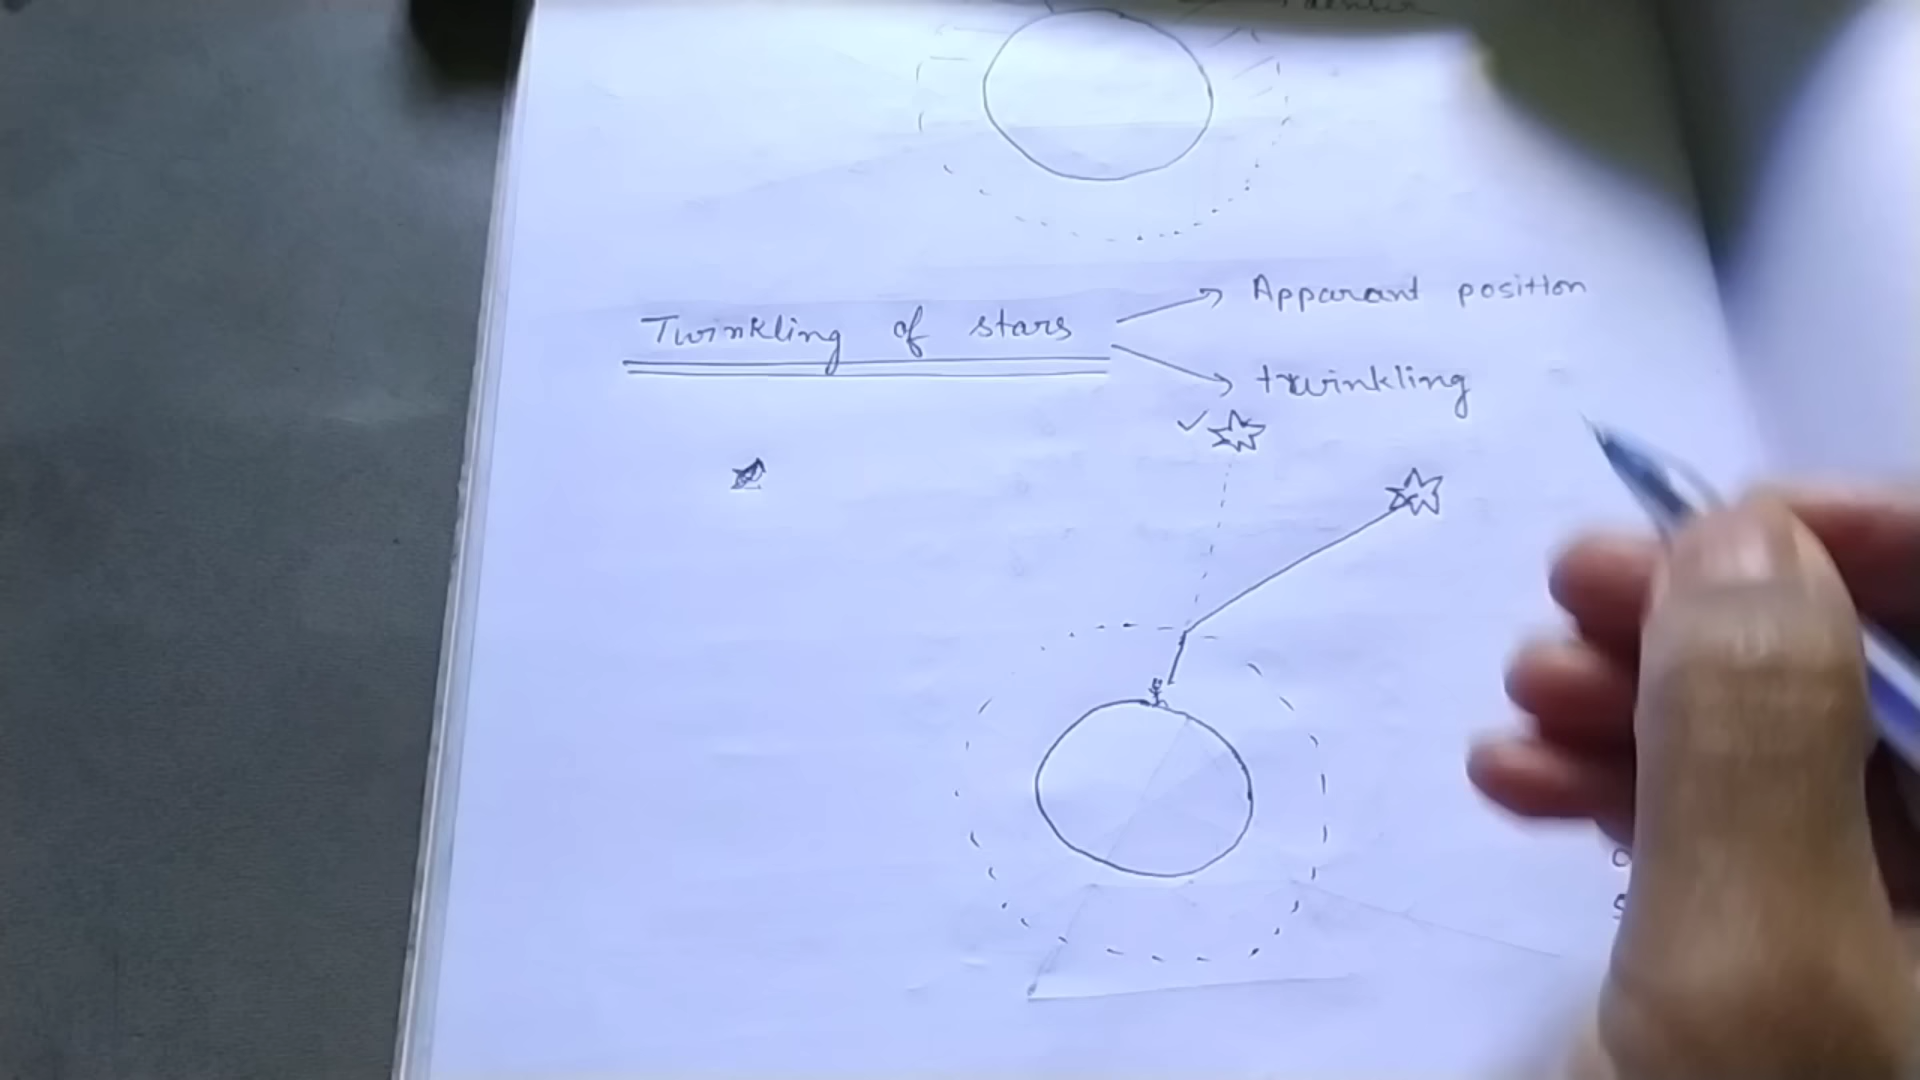 Twinkling of stars
Apparant position
twinkling